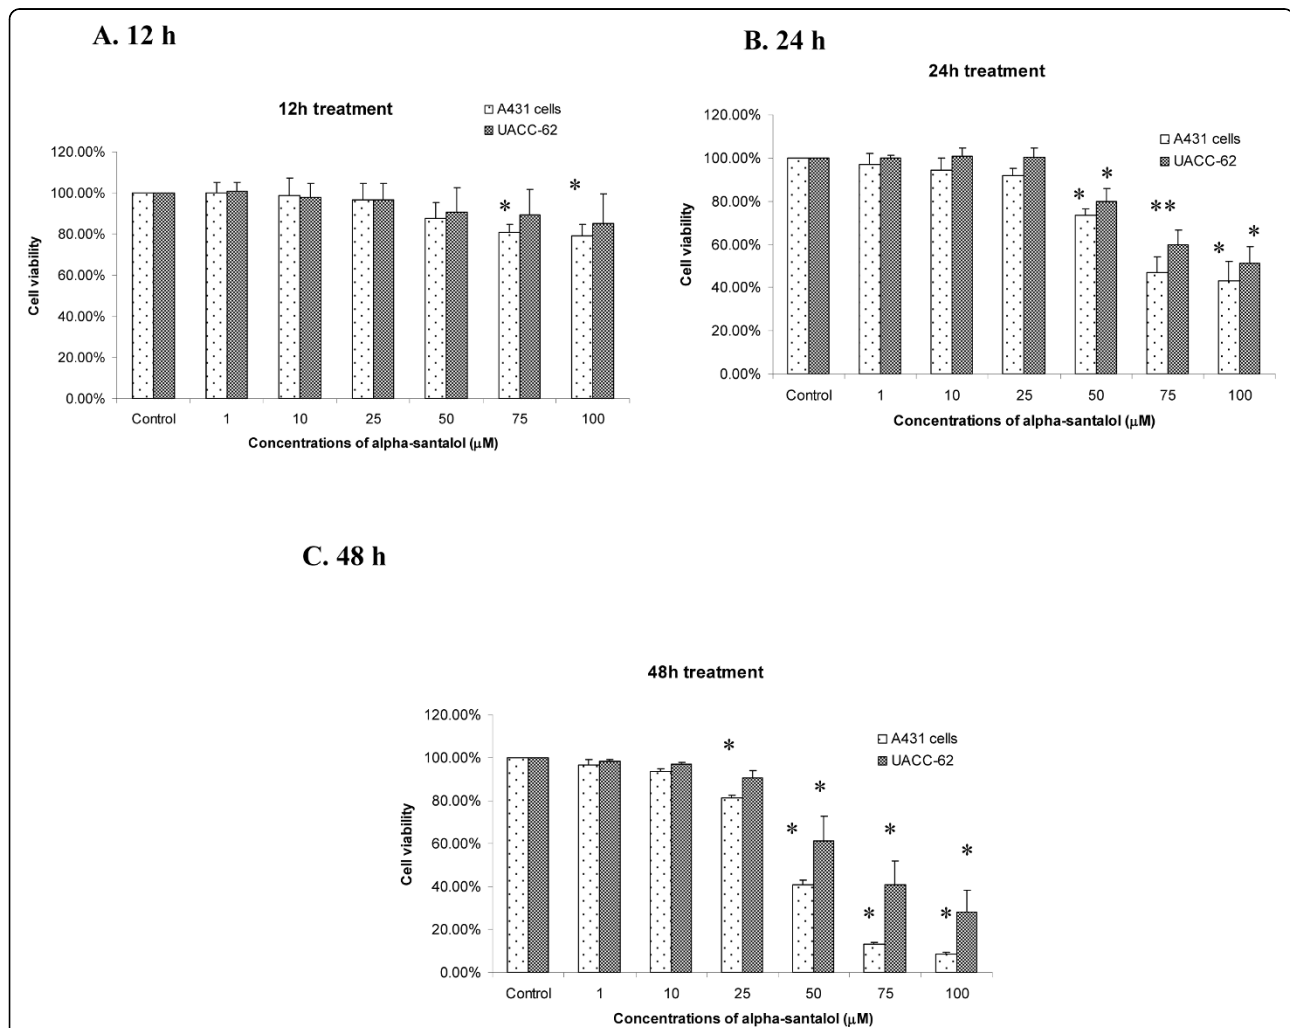 A. 12 h
12h treatment
A431 cells
UACC-62
120.00%
100.00%
80.00%
60.00%
40.00%
20.00%
0.00%
Cell viability
*
*
Control 1 10 25 50 75 100
Concentrations of alpha-santalol (μM)
B. 24 h
24h treatment
A431 cells
UACC-62
120.00%
100.00%
80.00%
60.00%
40.00%
20.00%
0.00%
Cell viability
* *
**
* *
Control 1 10 25 50 75 100
Concentrations of alpha-santalol (μM)
C. 48 h
48h treatment
A431 cells
UACC-62
120.00%
100.00%
80.00%
60.00%
40.00%
20.00%
0.00%
Cell viability
*
* *
* *
* *
Control 1 10 25 50 75 100
Concentrations of alpha-santalol (μM)